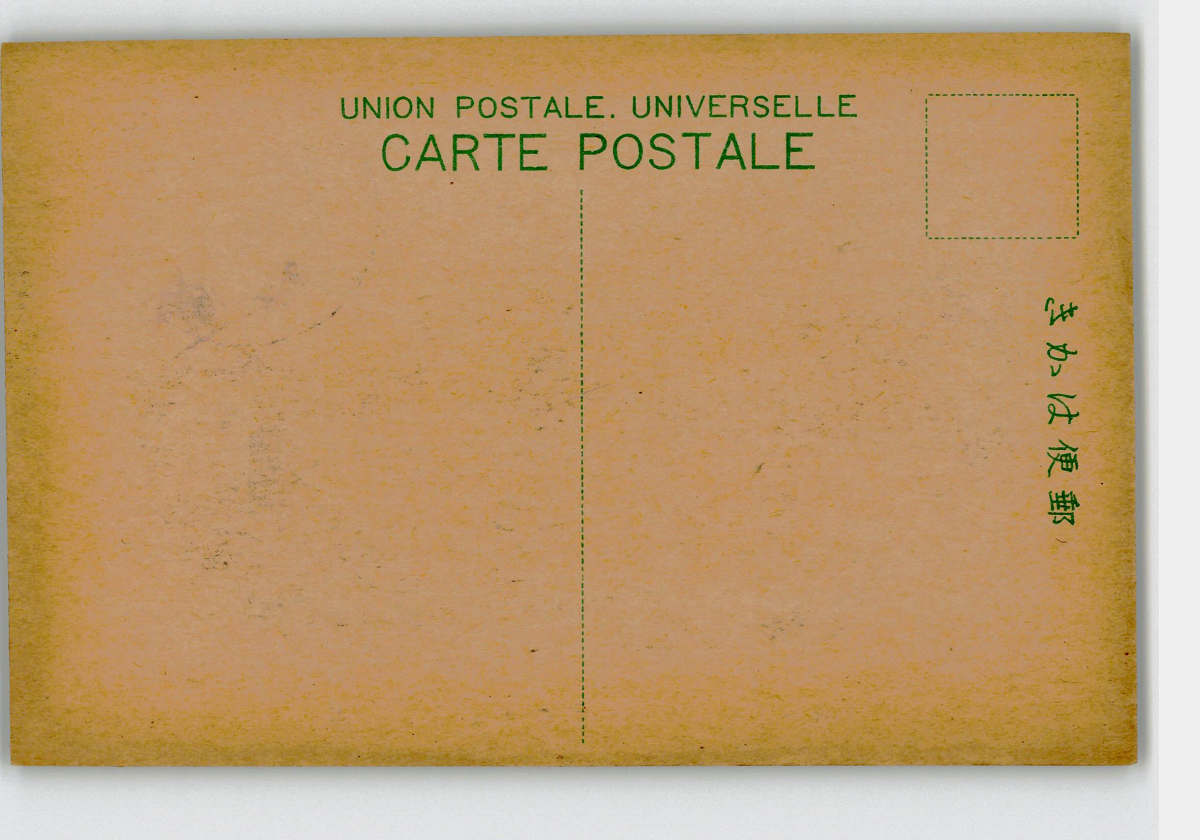 UNION POSTALE. UNIVERSELLE
CARTE POSTALE
郵便はかき